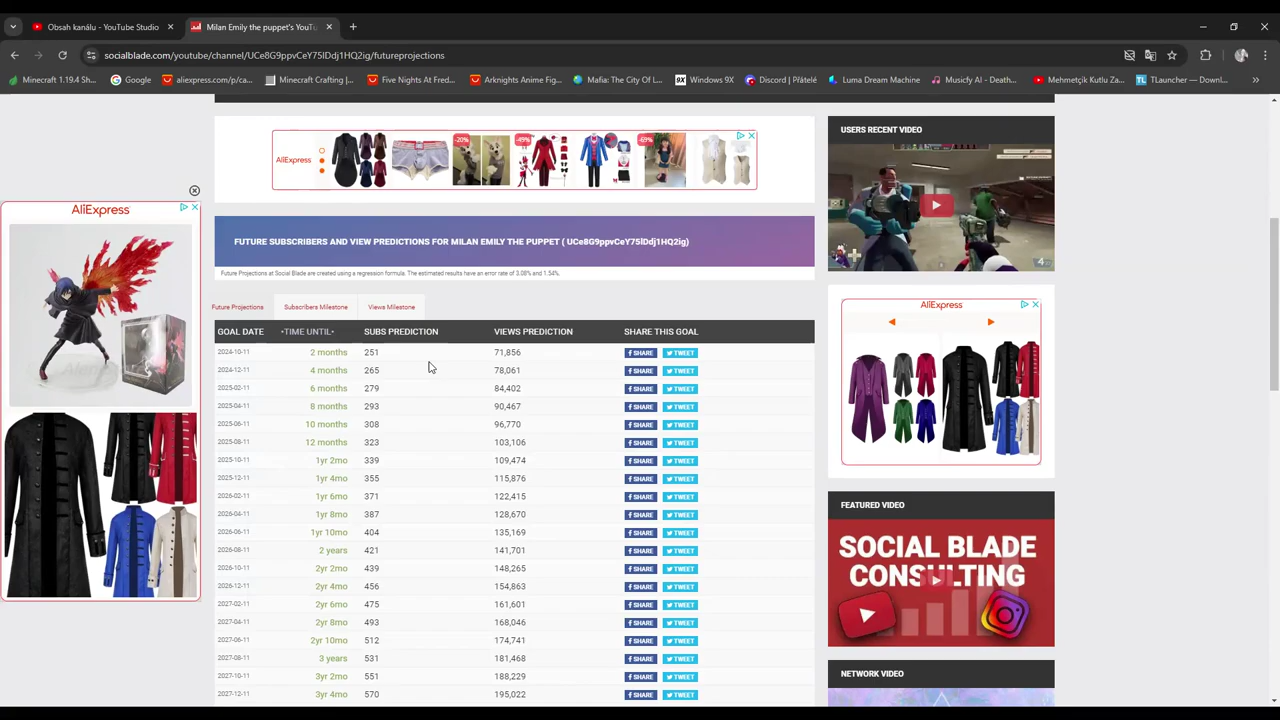 Obsah kanálu - YouTube Studio
Milan Emily the puppet's YouTu
socialblade.com/youtube/channel/UCe8G9ppvCeY75lDdj1HQ2ig/futureprojections
Minecraft 1.19.4 Sh...
Google
aliexpress.com/p/ca...
Minecraft Crafting |...
Five Nights At Fred...
Arknights Anime Fig...
Mafia: The City Of L...
9X Windows 9X
Discord | Přátelé
Luma Dream Machine
Musicfy AI - Death...
Mehmetçik Kutlu Za...
TL TLauncher — Downl...
AliExpress
-20%
-49%
-69%
USERS RECENT VIDEO
4
AliExpress
FUTURE SUBSCRIBERS AND VIEW PREDICTIONS FOR MILAN EMILY THE PUPPET ( UCe8G9ppvCeY75lDdj1HQ2ig)
Future Projections at Social Blade are created using a regression formula. The estimated results have an error rate of 3.08% and 1.54%.
Future Projections
Subscribers Milestone
Views Milestone
GOAL DATE •TIME UNTIL• SUBS PREDICTION VIEWS PREDICTION SHARE THIS GOAL
2024-10-11 2 months 251 71,856 SHARE TWEET
2024-12-11 4 months 265 78,061 SHARE TWEET
2025-02-11 6 months 279 84,402 SHARE TWEET
2025-04-11 8 months 293 90,467 SHARE TWEET
2025-06-11 10 months 308 96,770 SHARE TWEET
2025-08-11 12 months 323 103,106 SHARE TWEET
2025-10-11 1yr 2mo 339 109,474 SHARE TWEET
2025-12-11 1yr 4mo 355 115,876 SHARE TWEET
2026-02-11 1yr 6mo 371 122,415 SHARE TWEET
2026-04-11 1yr 8mo 387 128,670 SHARE TWEET
2026-06-11 1yr 10mo 404 135,169 SHARE TWEET
2026-08-11 2 years 421 141,701 SHARE TWEET
2026-10-11 2yr 2mo 439 148,265 SHARE TWEET
2026-12-11 2yr 4mo 456 154,863 SHARE TWEET
2027-02-11 2yr 6mo 475 161,601 SHARE TWEET
2027-04-11 2yr 8mo 493 168,046 SHARE TWEET
2027-06-11 2yr 10mo 512 174,741 SHARE TWEET
2027-08-11 3 years 531 181,468 SHARE TWEET
2027-10-11 3yr 2mo 551 188,229 SHARE TWEET
2027-12-11 3yr 4mo 570 195,022 SHARE TWEET
AliExpress
FEATURED VIDEO
SOCIAL BLADE
CONSULTING
NETWORK VIDEO